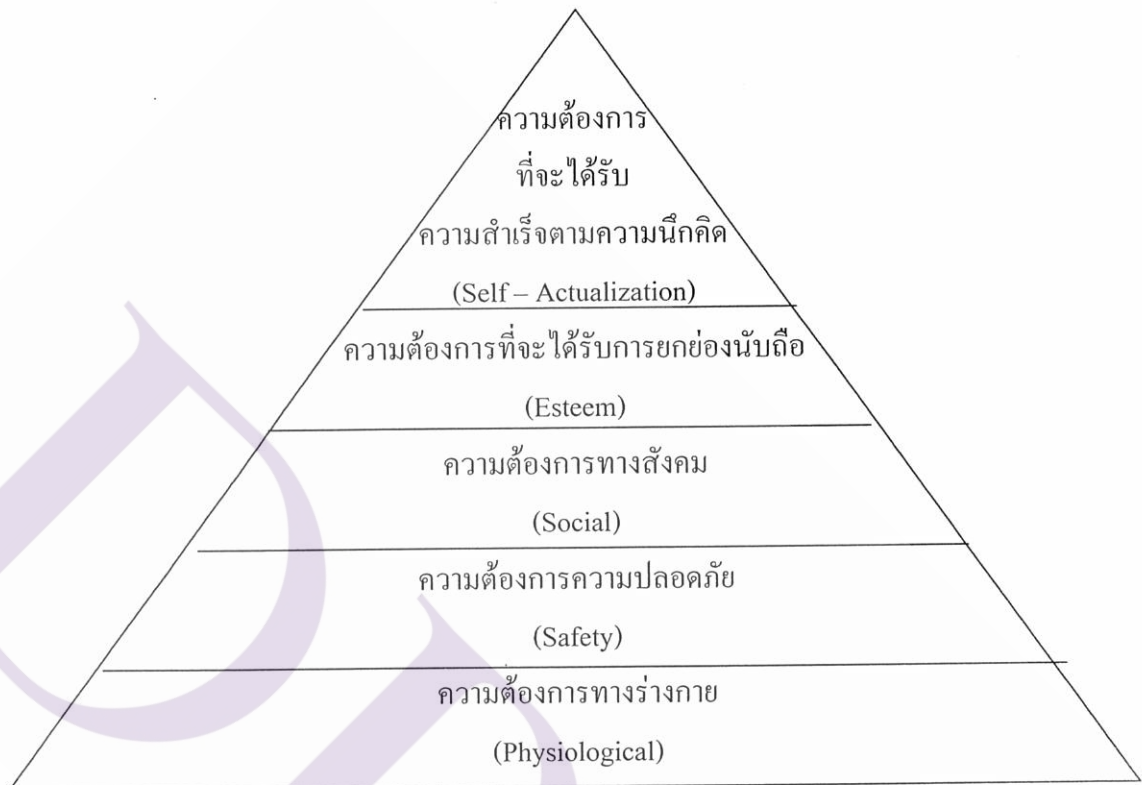 ความต้องการ
ที่จะได้รับ
ความสำเร็จตามความนึกคิด
(Self – Actualization)
ความต้องการที่จะได้รับการยกย่องนับถือ
(Esteem)
ความต้องการทางสังคม
(Social)
ความต้องการความปลอดภัย
(Safety)
ความต้องการทางร่างกาย
(Physiological)